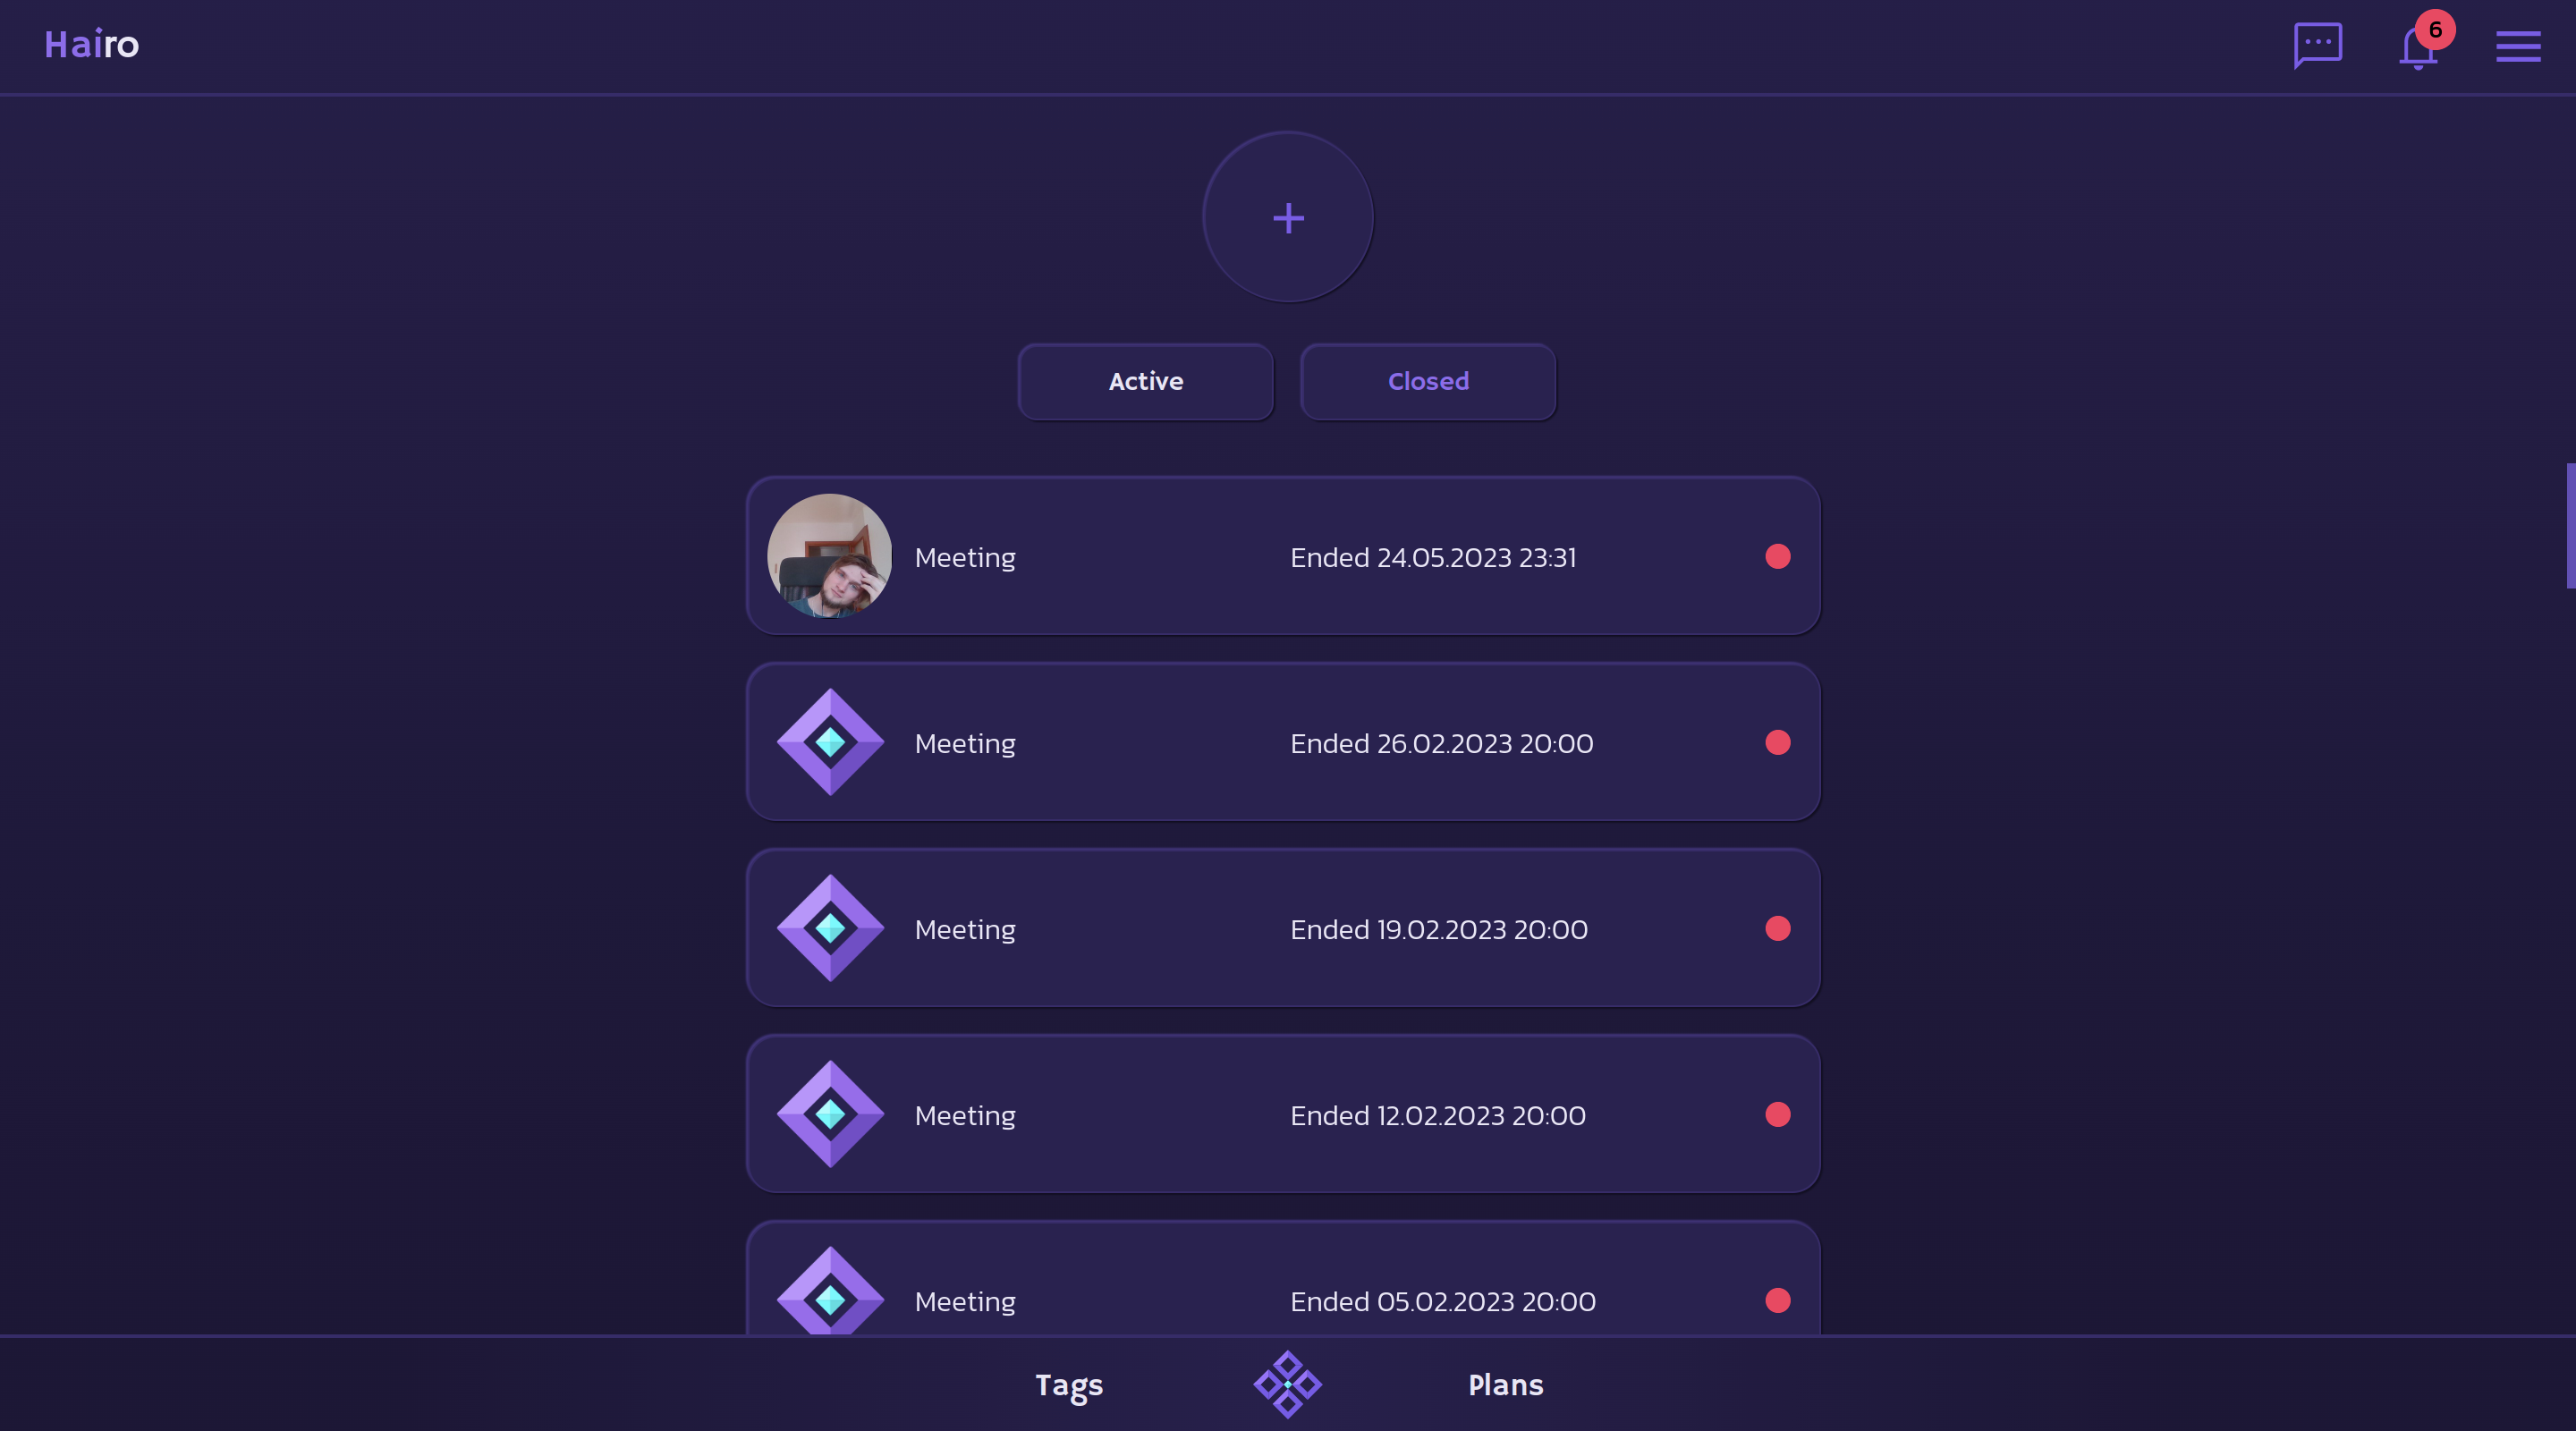 Hairo
6
Active
Closed
Meeting Ended 24.05.2023 23:31
Meeting Ended 26.02.2023 20:00
Meeting Ended 19.02.2023 20:00
Meeting Ended 12.02.2023 20:00
Meeting Ended 05.02.2023 20:00
Tags Plans